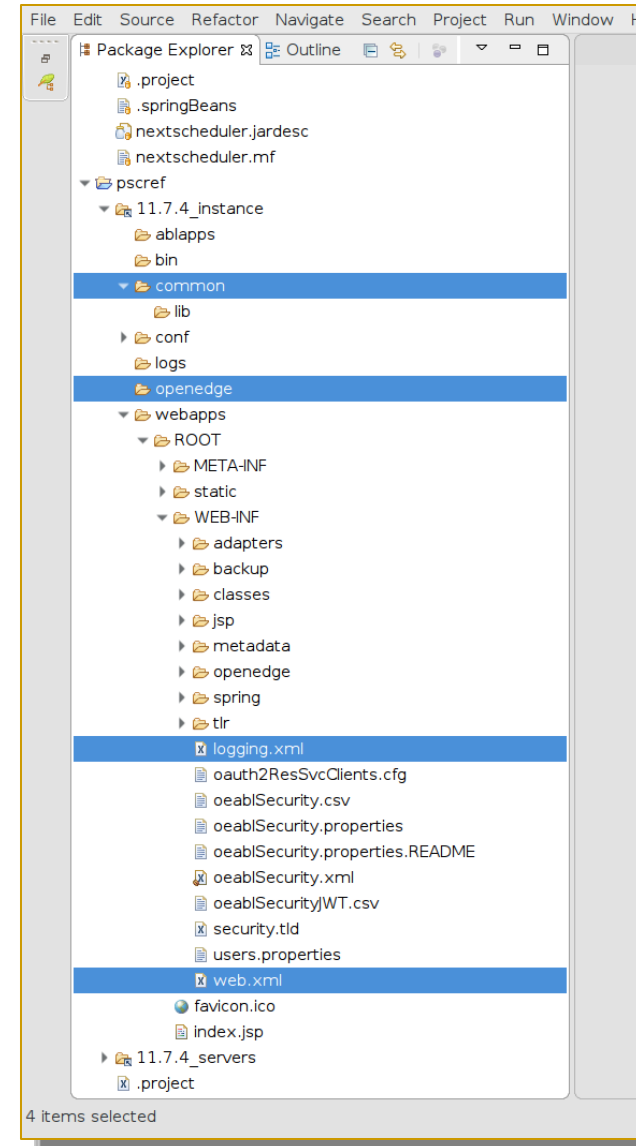 File Edit Source Refactor Navigate Search Project Run Window
Package Explorer Outline
.project
.springBeans
nextscheduler.jardesc
nextscheduler.mf
pscref
11.7.4_instance
ablapps
bin
common
lib
conf
logs
openedge
webapps
ROOT
META-INF
static
WEB-INF
adapters
backup
classes
jsp
metadata
openedge
spring
tlr
logging.xml
oauth2ResSvcClients.cfg
oeablSecurity.csv
oeablSecurity.properties
oeablSecurity.properties.README
oeablSecurity.xml
oeablSecurityJWT.csv
security.tld
users.properties
web.xml
favicon.ico
index.jsp
11.7.4_servers
.project
4 items selected